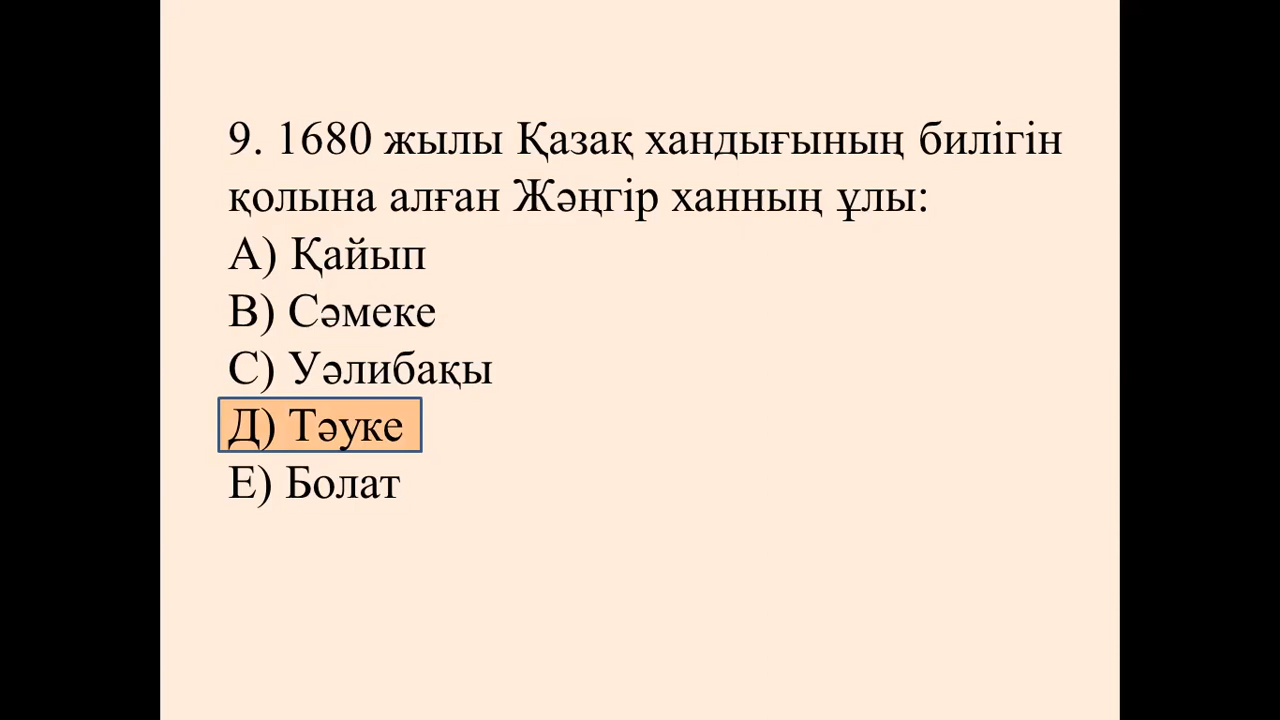 9. 1680 жылы Қазақ хандығының билігін
қолына алған Жәңгір ханның ұлы:
А) Қайып
В) Сәмеке
С) Уәлибақы
Д) Тәуке
Е) Болат